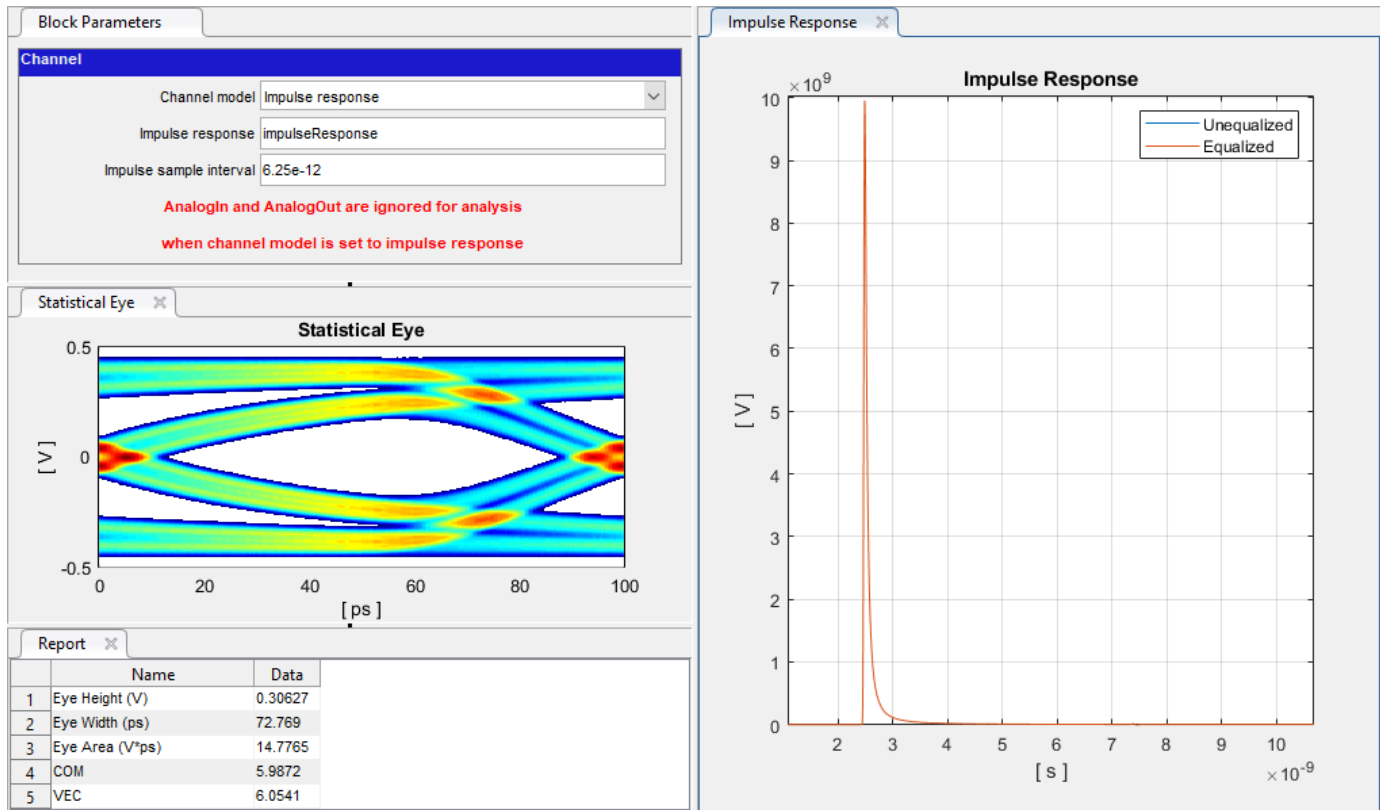 Block Parameters
Channel
Channel model Impulse response
Impulse response impulseResponse
Impulse sample interval 6.25e-12
AnalogIn and AnalogOut are ignored for analysis
when channel model is set to impulse response
Statistical Eye
Statistical Eye
0.5
0
-0.5
[ V ]
0 20 40 60 80 100
[ ps ]
Report
Name Data
1 Eye Height (V) 0.30627
2 Eye Width (ps) 72.769
3 Eye Area (V*ps) 14.7765
4 COM 5.9872
5 VEC 6.0541
Impulse Response
Impulse Response
×10^9
10
9
8
7
6
5
4
3
2
1
0
[ V ]
Unequalized
Equalized
2 3 4 5 6 7 8 9 10
[ s ]
×10^-9